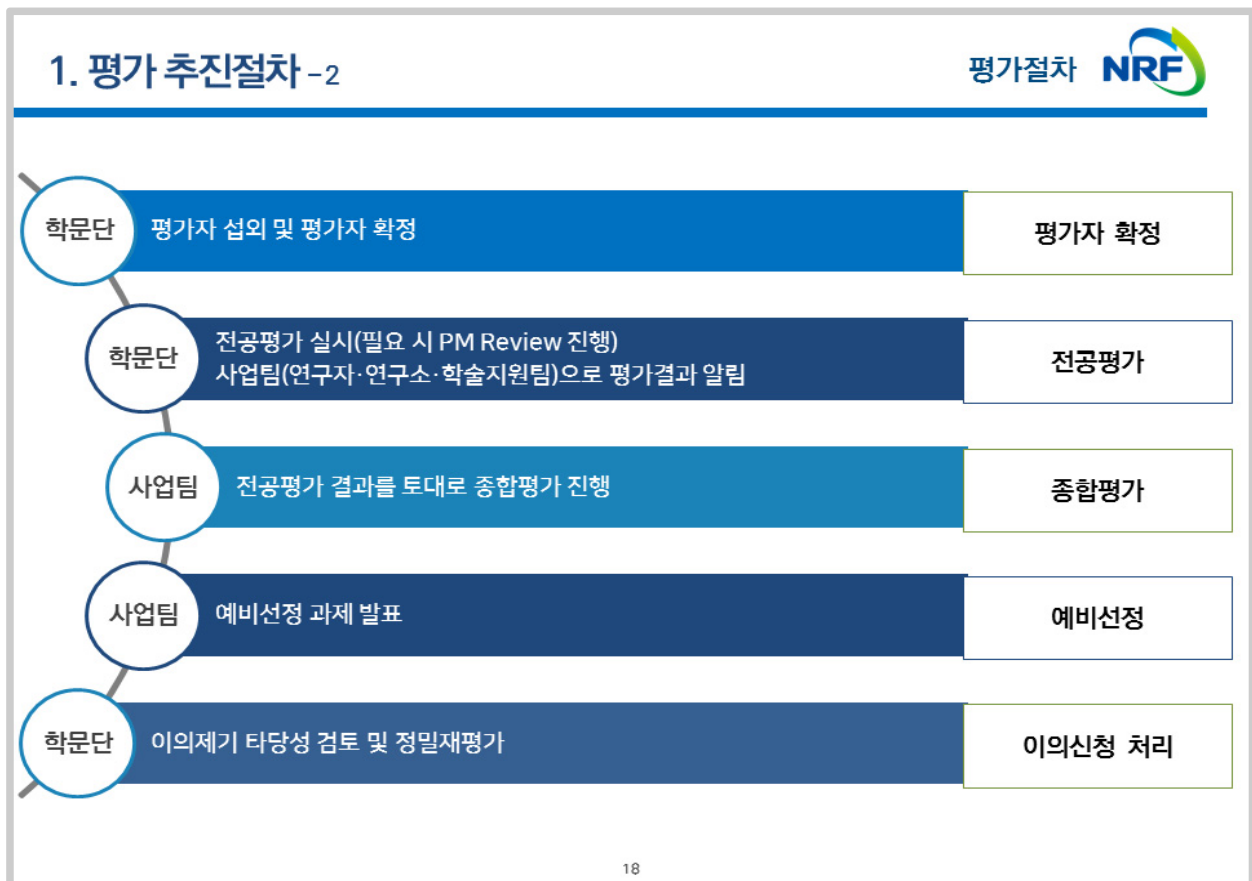 1. 평가 추진절차 -2
평가절차
NRF
학문단
평가자 섭외 및 평가자 확정
평가자 확정
학문단
전공평가 실시(필요 시 PM Review 진행)
사업팀(연구자·연구소·학술지원팀)으로 평가결과 알림
전공평가
사업팀
전공평가 결과를 토대로 종합평가 진행
종합평가
사업팀
예비선정 과제 발표
예비선정
학문단
이의제기 타당성 검토 및 정밀재평가
이의신청 처리
18